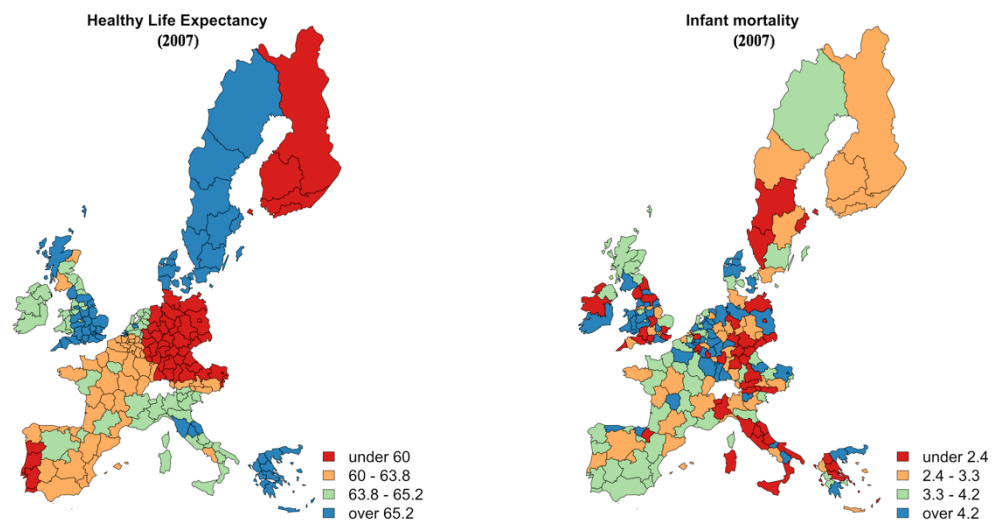 Healthy Life Expectancy
(2007)
under 60
60 - 63.8
63.8 - 65.2
over 65.2
Infant mortality
(2007)
under 2.4
2.4 - 3.3
3.3 - 4.2
over 4.2